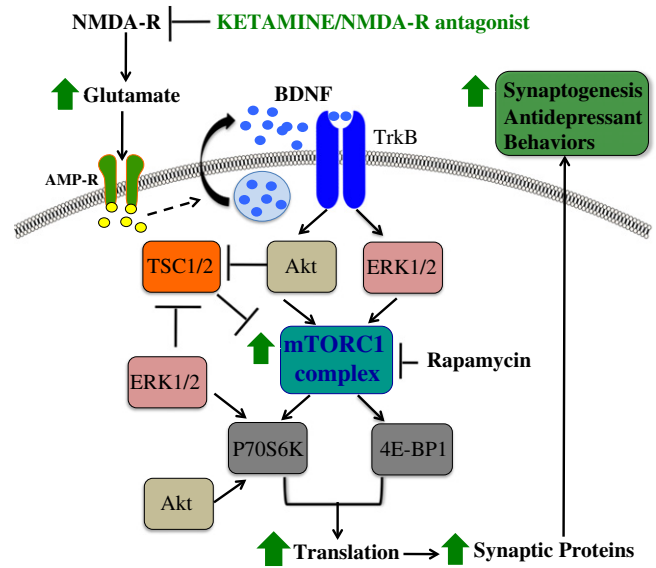 NMDA-R
KETAMINE/NMDA-R antagonist
Glutamate
BDNF
Synaptogenesis
Antidepressant
Behaviors
TrkB
AMP-R
TSC1/2
Akt
ERK1/2
mTORC1
complex
Rapamycin
ERK1/2
P70S6K
4E-BP1
Akt
Translation
Synaptic Proteins